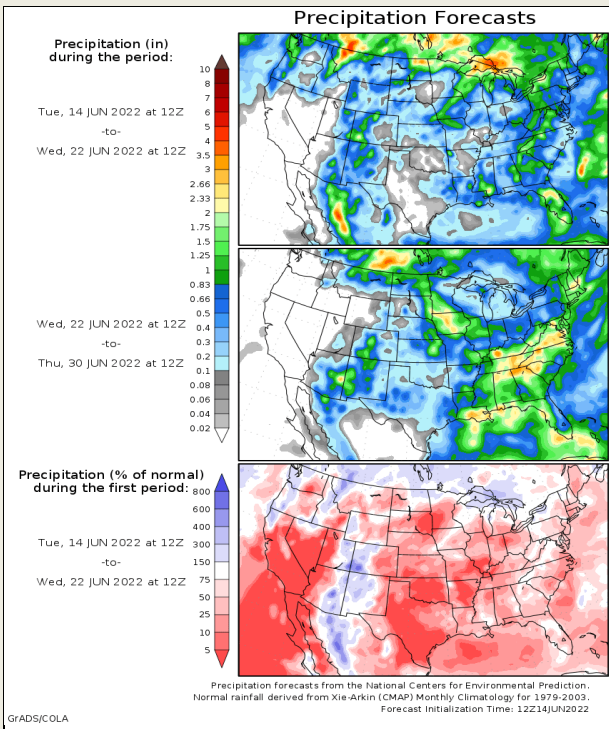 Precipitation Forecasts
Precipitation (in)
during the period:
Tue, 14 JUN 2022 at 12Z
-to-
Wed, 22 JUN 2022 at 12Z
10
8
7
6
5
4
3.5
3
2.66
2.33
2
1.75
1.5
1.25
1
0.83
0.66
0.5
0.4
0.3
0.2
0.1
0.08
0.06
0.04
0.02
Wed, 22 JUN 2022 at 12Z
-to-
Thu, 30 JUN 2022 at 12Z
Precipitation (% of normal)
during the first period:
Tue, 14 JUN 2022 at 12Z
-to-
Wed, 22 JUN 2022 at 12Z
800
600
400
300
150
75
50
25
10
5
Precipitation forecasts from the National Centers for Environmental Prediction.
Normal rainfall derived from Xie-Arkin (CMAP) Monthly Climatology for 1979-2003.
Forecast Initialization Time: 12Z14JUN2022
GrADS/COLA